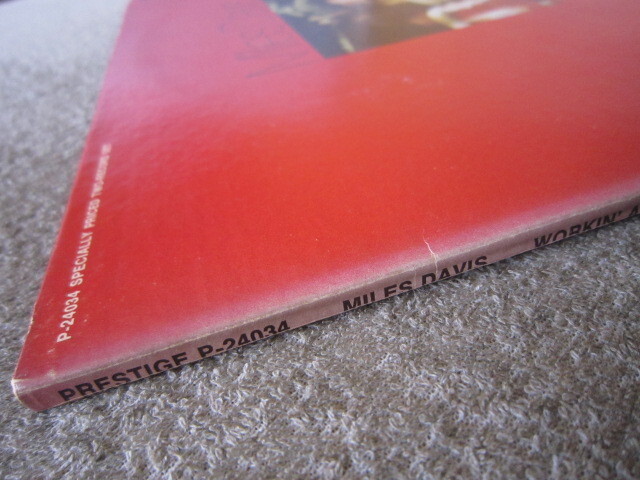 P-24034 SPECIALLY PRICED TWO-RECORD SET
PRESTIGE P-24034 MILES DAVIS WORKIN'